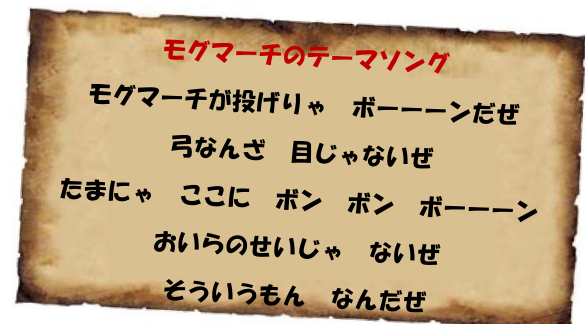 モグマーチのテーマソング
モグマーチが投げりゃ　ボーーーンだぜ
弓なんざ　目じゃないぜ
たまにゃ　ここに　ボン　ボン　ボーーーン
おいらのせいじゃ　ないぜ
そういうもん　なんだぜ